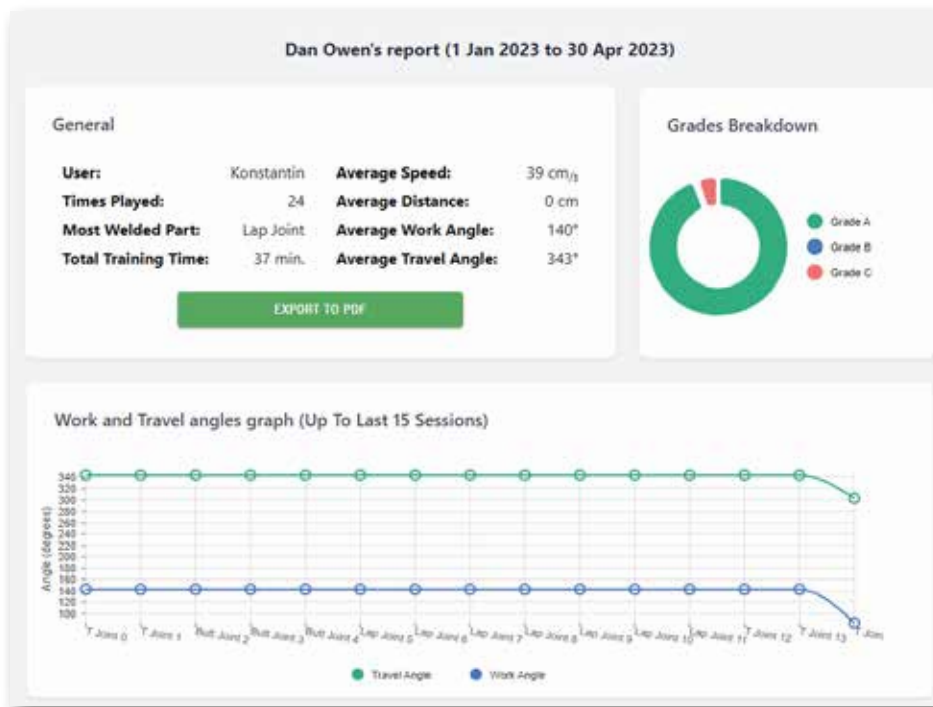 Dan Owen's report (1 Jan 2023 to 30 Apr 2023)
General
User: Konstantin Average Speed: 39 cm/s
Times Played: 24 Average Distance: 0 cm
Most Welded Part: Lap Joint Average Work Angle: 140°
Total Training Time: 37 min. Average Travel Angle: 343°
EXPORT TO PDF
Grades Breakdown
Grade A
Grade B
Grade C
Work and Travel angles graph (Up To Last 15 Sessions)
Angle (degrees)
340
320
300
280
260
240
220
200
180
160
140
120
100
T Joint 0 T Joint 1 Butt Joint 2 Butt Joint 3 Butt Joint 4 Lap Joint 5 Lap Joint 6 Lap Joint 7 Lap Joint 8 Lap Joint 9 Lap Joint 10 Lap Joint 11 T Joint 12 T Joint 13 T Join
Travel Angle Work Angle